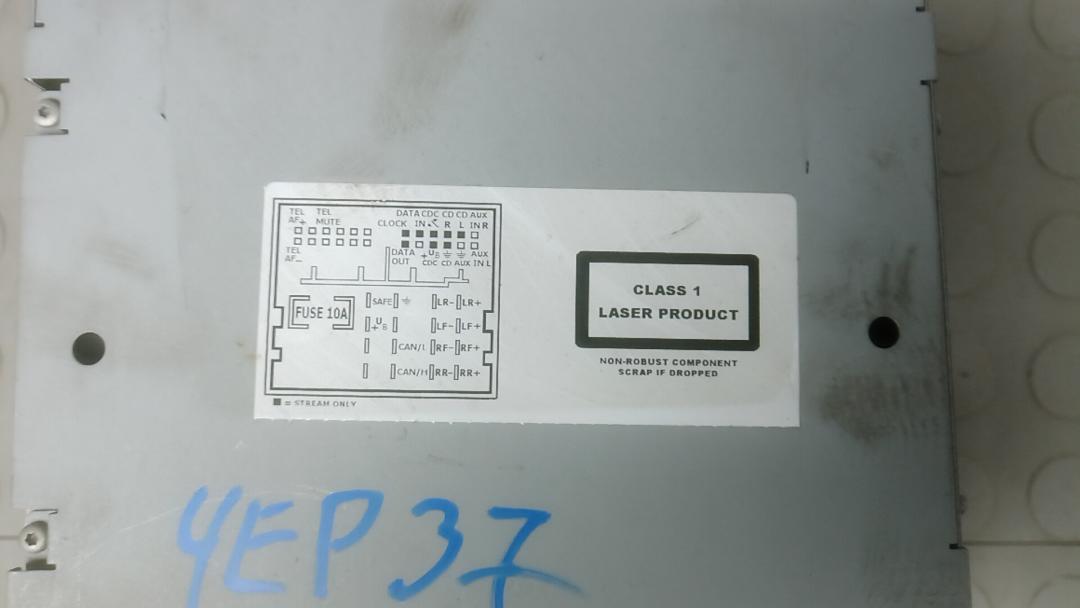 TEL TEL DATA CDC CD CD AUX
AF+ MUTE CLOCK IN R L IN R
TEL DATA +UB AUX
AF- OUT CDC CD AUX IN L
FUSE 10A SAFE LR- LR+
+UB LF- LF+
CAN/L RF- RF+
CAN/H RR- RR+
■ = STREAM ONLY
CLASS 1
LASER PRODUCT
NON-ROBUST COMPONENT
SCRAP IF DROPPED
YEP 37